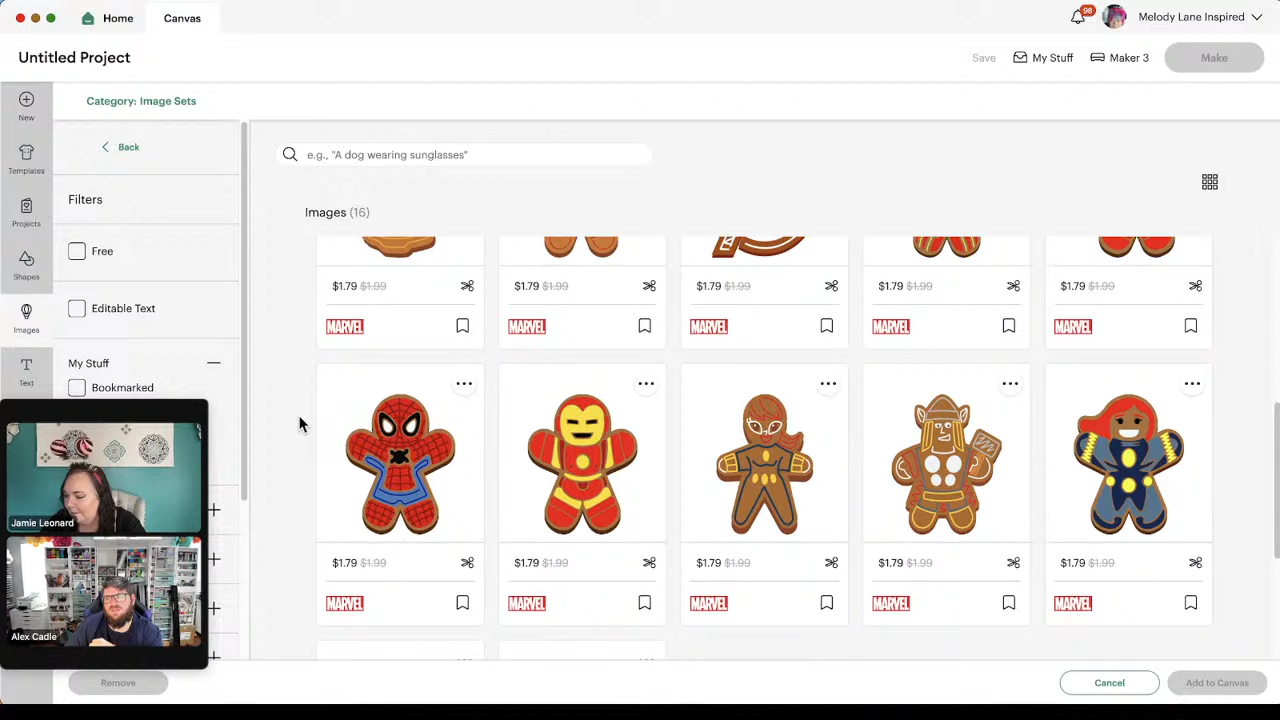 Home
Canvas
98
Melody Lane Inspired
Untitled Project
Save
My Stuff
Maker 3
Make
New
Templates
Projects
Shapes
Images
Text
Category: Image Sets
Back
Filters
Free
Editable Text
My Stuff
Bookmarked
e.g., "A dog wearing sunglasses"
Images (16)
$1.79 $1.99
$1.79 $1.99
$1.79 $1.99
$1.79 $1.99
$1.79 $1.99
MARVEL
MARVEL
MARVEL
MARVEL
MARVEL
$1.79 $1.99
$1.79 $1.99
$1.79 $1.99
$1.79 $1.99
$1.79 $1.99
MARVEL
MARVEL
MARVEL
MARVEL
MARVEL
Jamie Leonard
Alex Cadle
Remove
Cancel
Add to Canvas